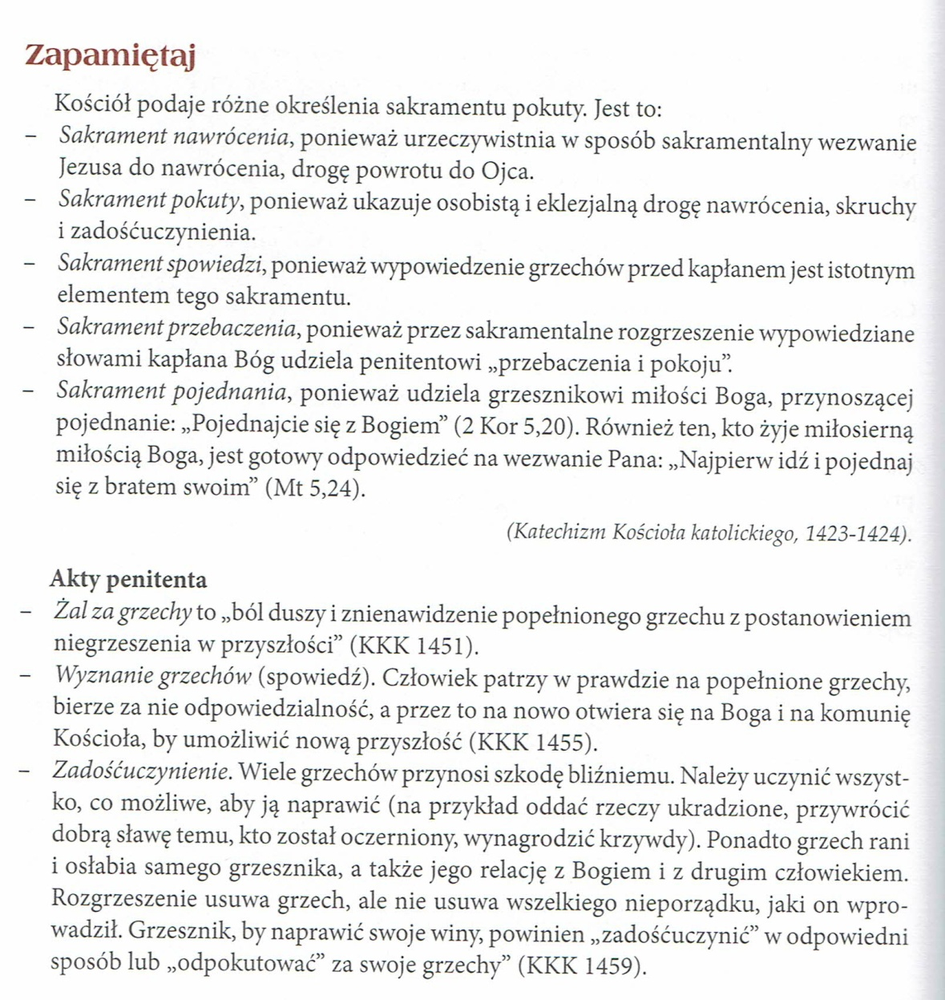 Zapamiętaj
Kościół podaje różne określenia sakramentu pokuty. Jest to:
– Sakrament nawrócenia, ponieważ urzeczywistnia w sposób sakramentalny wezwanie
Jezusa do nawrócenia, drogę powrotu do Ojca.
– Sakrament pokuty, ponieważ ukazuje osobistą i eklezjalną drogę nawrócenia, skruchy
i zadośćuczynienia.
– Sakrament spowiedzi, ponieważ wypowiedzenie grzechów przed kapłanem jest istotnym
elementem tego sakramentu.
– Sakrament przebaczenia, ponieważ przez sakramentalne rozgrzeszenie wypowiedziane
słowami kapłana Bóg udziela penitentowi „przebaczenia i pokoju”.
– Sakrament pojednania, ponieważ udziela grzesznikowi miłości Boga, przynoszącej
pojednanie: „Pojednajcie się z Bogiem” (2 Kor 5,20). Również ten, kto żyje miłosierną
miłością Boga, jest gotowy odpowiedzieć na wezwanie Pana: „Najpierw idź i pojednaj
się z bratem swoim” (Mt 5,24).
(Katechizm Kościoła katolickiego, 1423-1424).
Akty penitenta
– Żal za grzechy to „ból duszy i znienawidzenie popełnionego grzechu z postanowieniem
niegrzeszenia w przyszłości” (KKK 1451).
– Wyznanie grzechów (spowiedź). Człowiek patrzy w prawdzie na popełnione grzechy,
bierze za nie odpowiedzialność, a przez to na nowo otwiera się na Boga i na komunię
Kościoła, by umożliwić nową przyszłość (KKK 1455).
– Zadośćuczynienie. Wiele grzechów przynosi szkodę bliźniemu. Należy uczynić wszyst-
ko, co możliwe, aby ją naprawić (na przykład oddać rzeczy ukradzione, przywrócić
dobrą sławę temu, kto został oczerniony, wynagrodzić krzywdy). Ponadto grzech rani
i osłabia samego grzesznika, a także jego relację z Bogiem i z drugim człowiekiem.
Rozgrzeszenie usuwa grzech, ale nie usuwa wszelkiego nieporządku, jaki on wpro-
wadził. Grzesznik, by naprawić swoje winy, powinien „zadośćuczynić” w odpowiedni
sposób lub „odpokutować” za swoje grzechy” (KKK 1459).